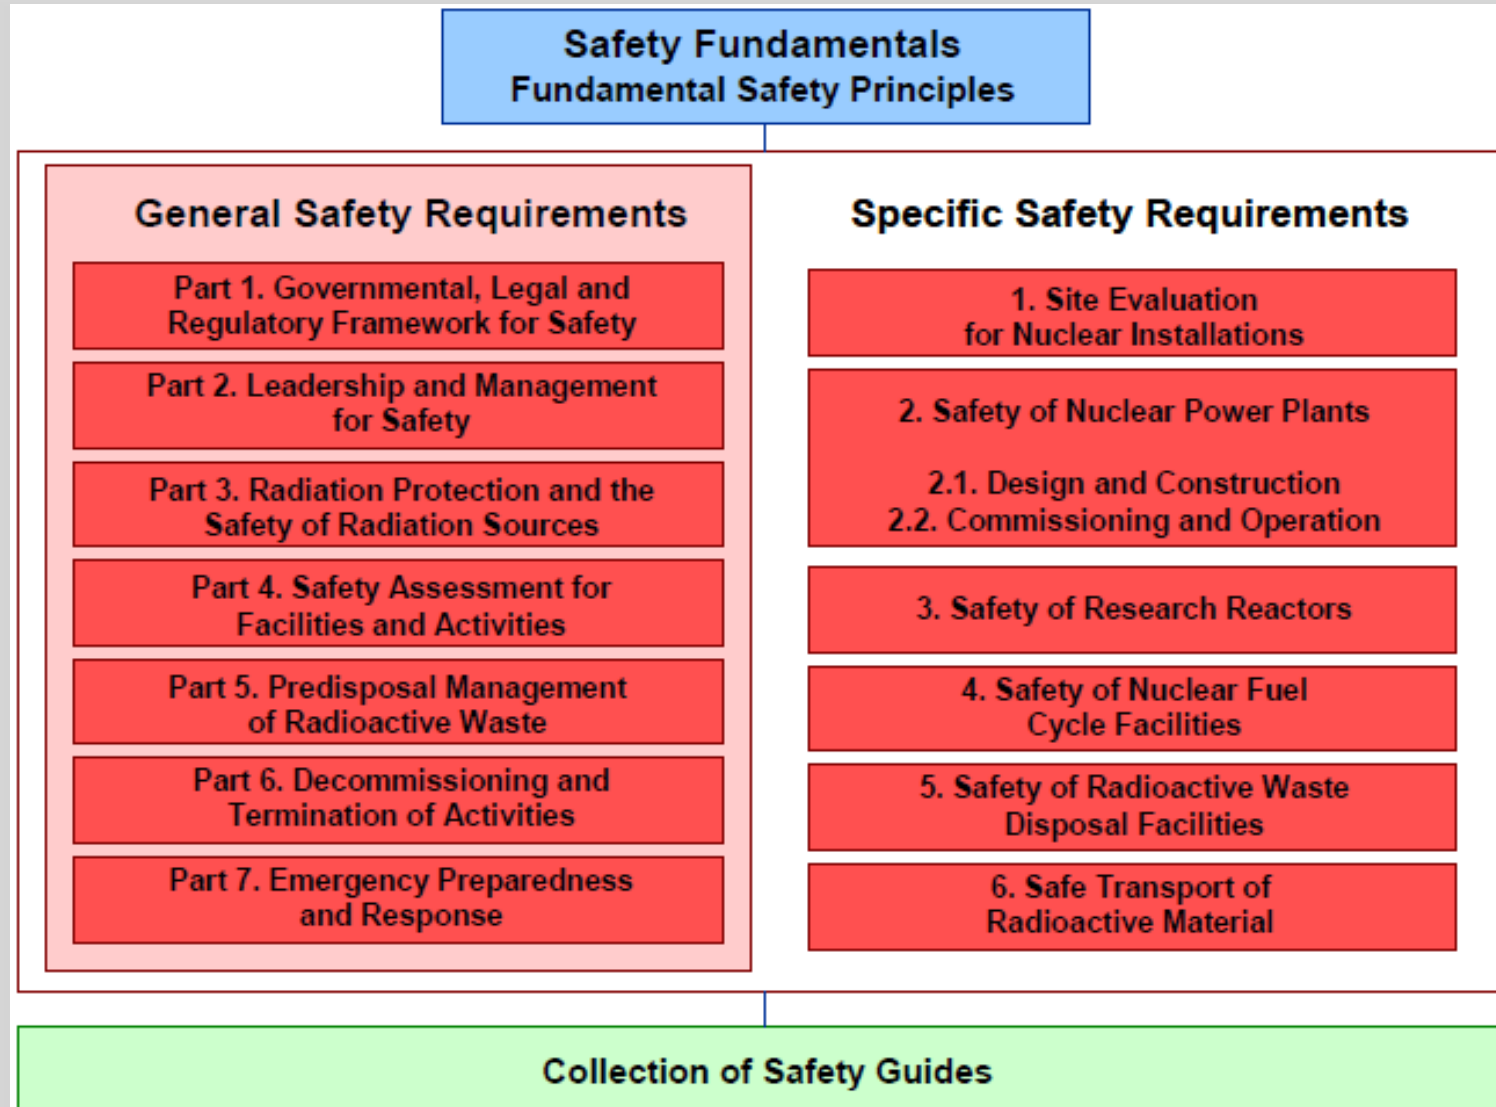 Safety Fundamentals
Fundamental Safety Principles
General Safety Requirements
Part 1. Governmental, Legal and
Regulatory Framework for Safety
Part 2. Leadership and Management
for Safety
Part 3. Radiation Protection and the
Safety of Radiation Sources
Part 4. Safety Assessment for
Facilities and Activities
Part 5. Predisposal Management
of Radioactive Waste
Part 6. Decommissioning and
Termination of Activities
Part 7. Emergency Preparedness
and Response
Specific Safety Requirements
1. Site Evaluation
for Nuclear Installations
2. Safety of Nuclear Power Plants
2.1. Design and Construction
2.2. Commissioning and Operation
3. Safety of Research Reactors
4. Safety of Nuclear Fuel
Cycle Facilities
5. Safety of Radioactive Waste
Disposal Facilities
6. Safe Transport of
Radioactive Material
Collection of Safety Guides